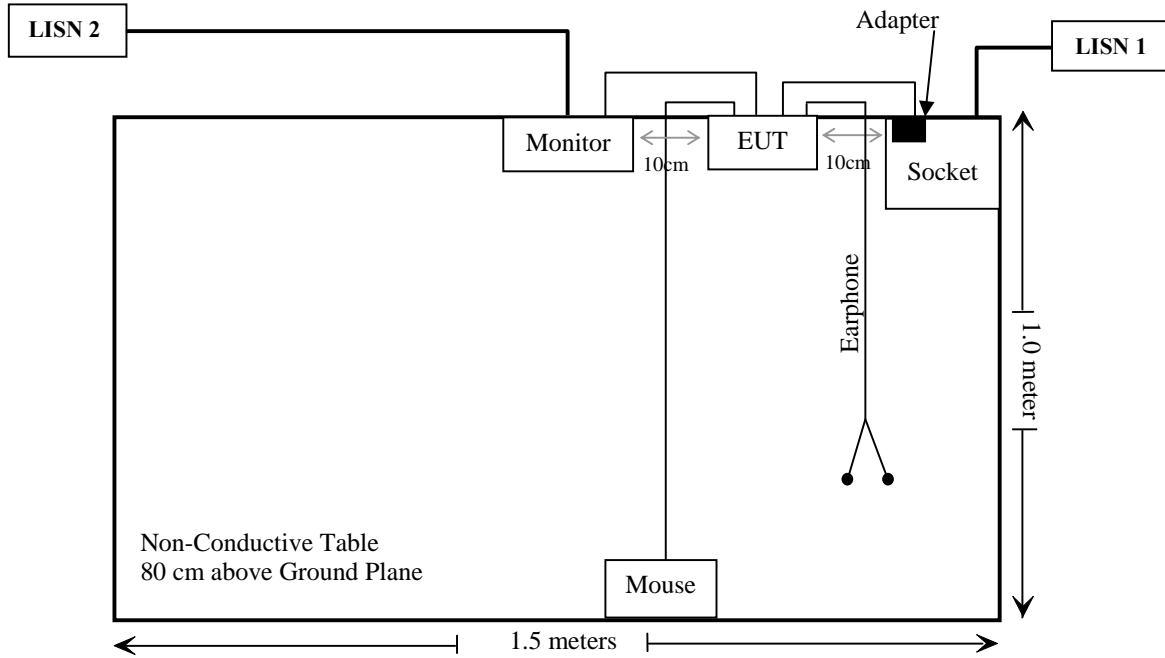 LISN 2
Adapter
LISN 1
Monitor
EUT
10cm
10cm
Socket
Earphone
1.0 meter
Non-Conductive Table
80 cm above Ground Plane
Mouse
1.5 meters